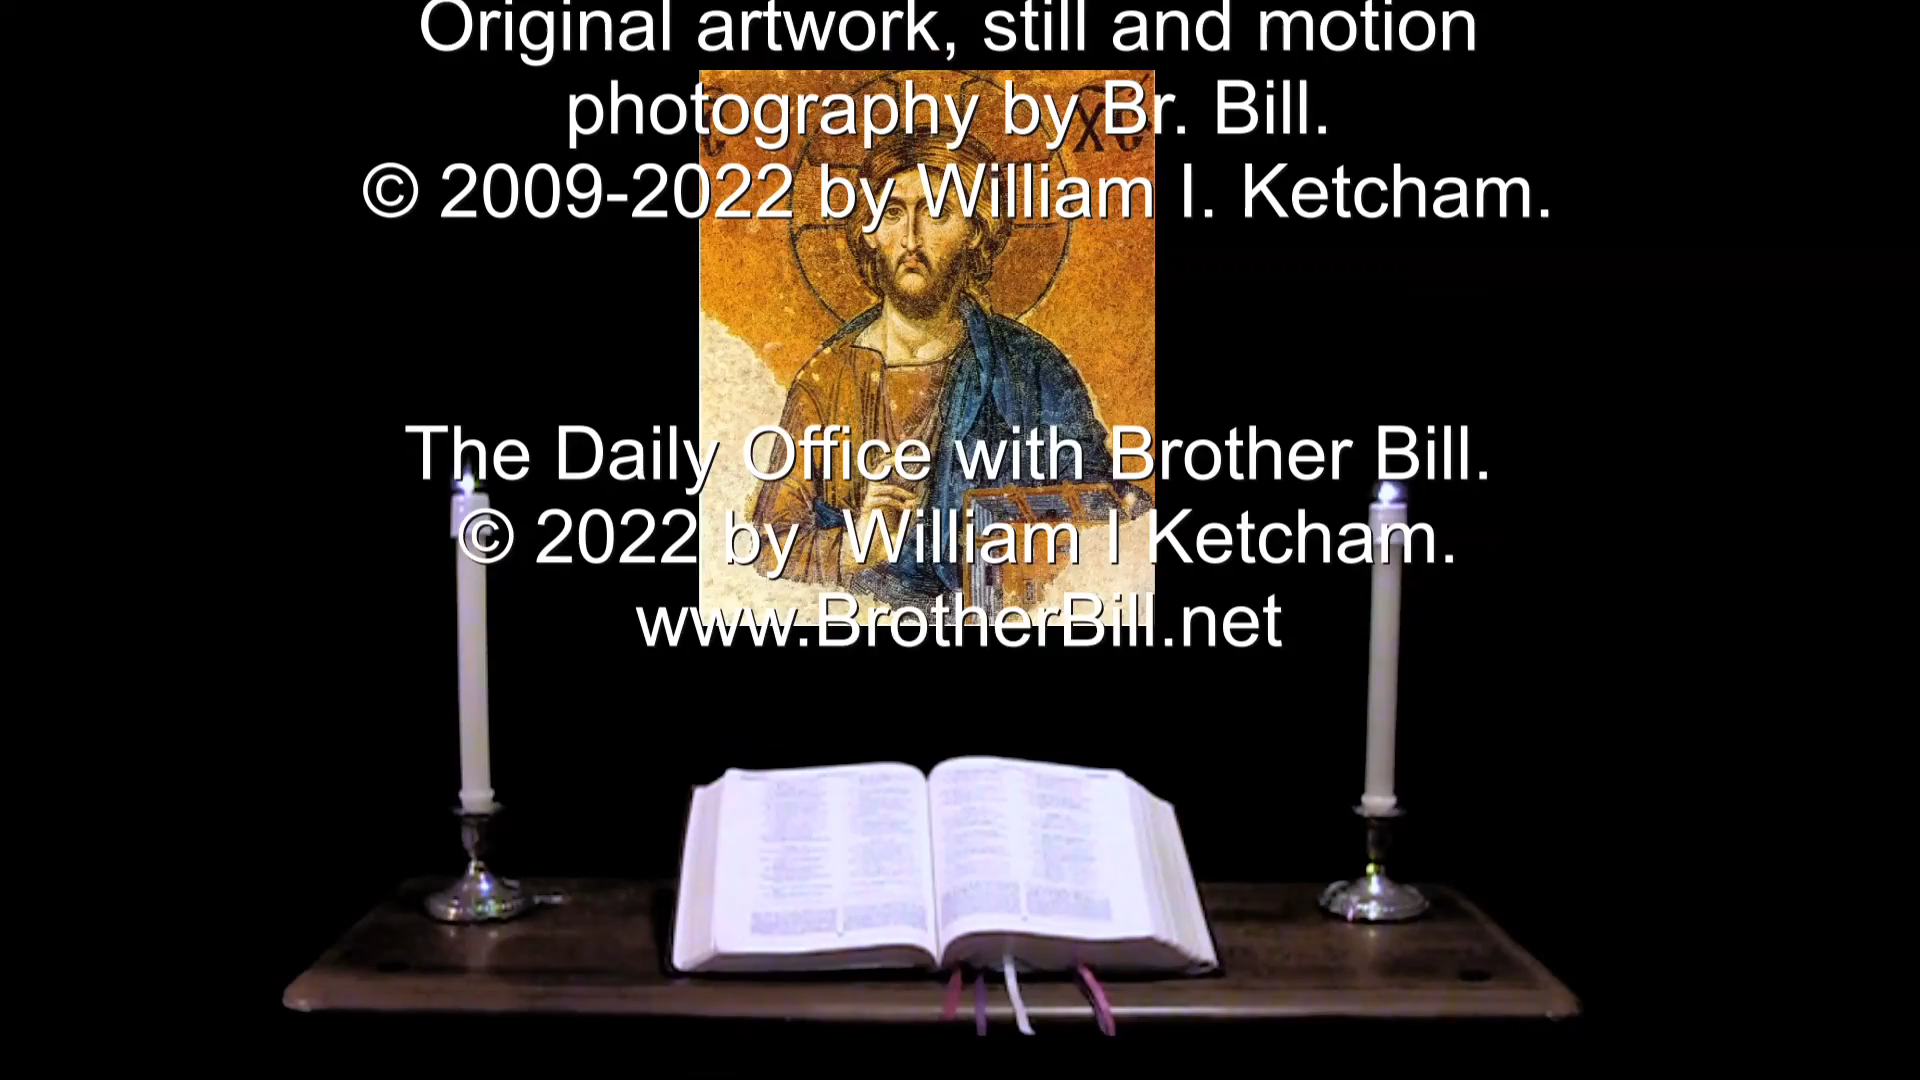 Original artwork, still and motion
photography by Br. Bill.
© 2009-2022 by William I. Ketcham.
The Daily Office with Brother Bill.
© 2022 by  William I Ketcham.
www.BrotherBill.net